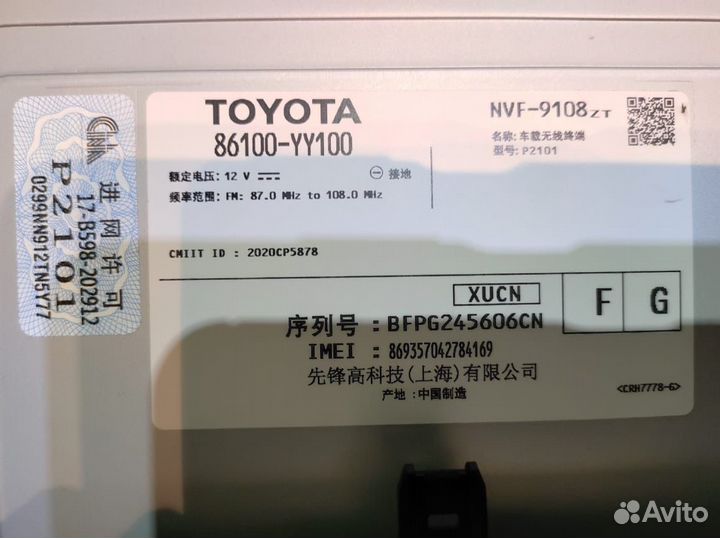 CNIA
进网许可
17-B598-202912
P2101
0299NN912TN5Y77
TOYOTA
86100-YY100
NVF-9108ZT
名称: 车载无线终端
型号: P2101
额定电压: 12 V
接地
频率范围: FM: 87.0 MHz to 108.0 MHz
CMIIT ID : 2020CP5878
XUCN
F G
序列号 : BFPG245606CN
IMEI : 869357042784169
先锋高科技(上海)有限公司
产地 : 中国制造
<CRH7778-G>
Avito